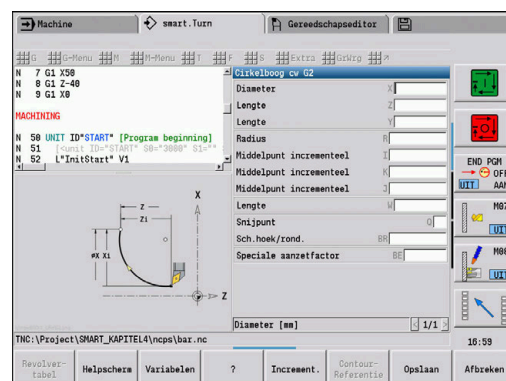 Machine
smart.Turn
Gereedschapseditor
G
G-Menu
M
M-Menu
T
F
S
Extra
GrWrg
N 7 G1 X50
N 8 G1 Z-40
N 9 G1 X0
MACHINING
N 50 UNIT ID"START" [Program beginning]
N 51 [<unit ID="START" S0="3000" S1=""
N 52 L"InitStart" V1
Cirkelboog cw G2
Diameter X
Lengte Z
Lengte Y
Radius R
Middelpunt incrementeel I
Middelpunt incrementeel K
Middelpunt incrementeel J
Lengte W
Snijpunt Q
Sch.hoek/rond. BR
Speciale aanzetfactor BE
Diameter [mm]
1/1
X
Z
Zi
øX Xi
Z
1
0
END PGM
OFF
UIT AAN
M07
UIT
M08
UIT
TNC:\Project\SMART_KAPITEL4\ncps\bar.nc
16:59
Revolver-
tabel
Helpscherm
Variabelen
?
Increment.
Contour-
Referentie
Opslaan
Afbreken